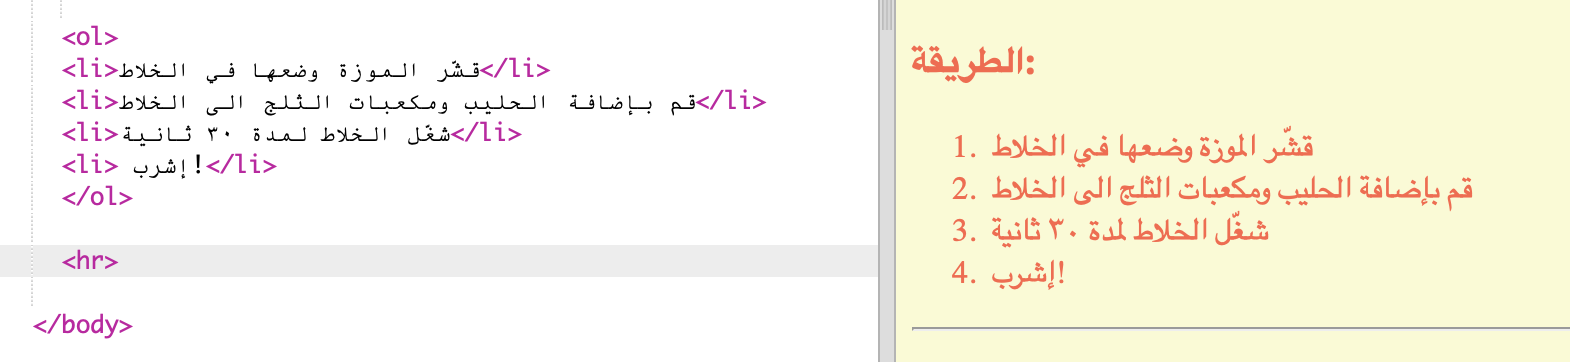 <ol>
<li>قشّر الموزة وضعها في الخلاط</li>
<li>قم بإضافة الحليب ومكعبات الثلج الى الخلاط</li>
<li>شغّل الخلاط لمدة ٣٠ ثانية</li>
<li> إشرب!</li>
</ol>
<hr>
</body>
الطريقة:
1. قشّر الموزة وضعها في الخلاط
2. قم بإضافة الحليب ومكعبات الثلج الى الخلاط
3. شغّل الخلاط لمدة ٣٠ ثانية
4. إشرب!